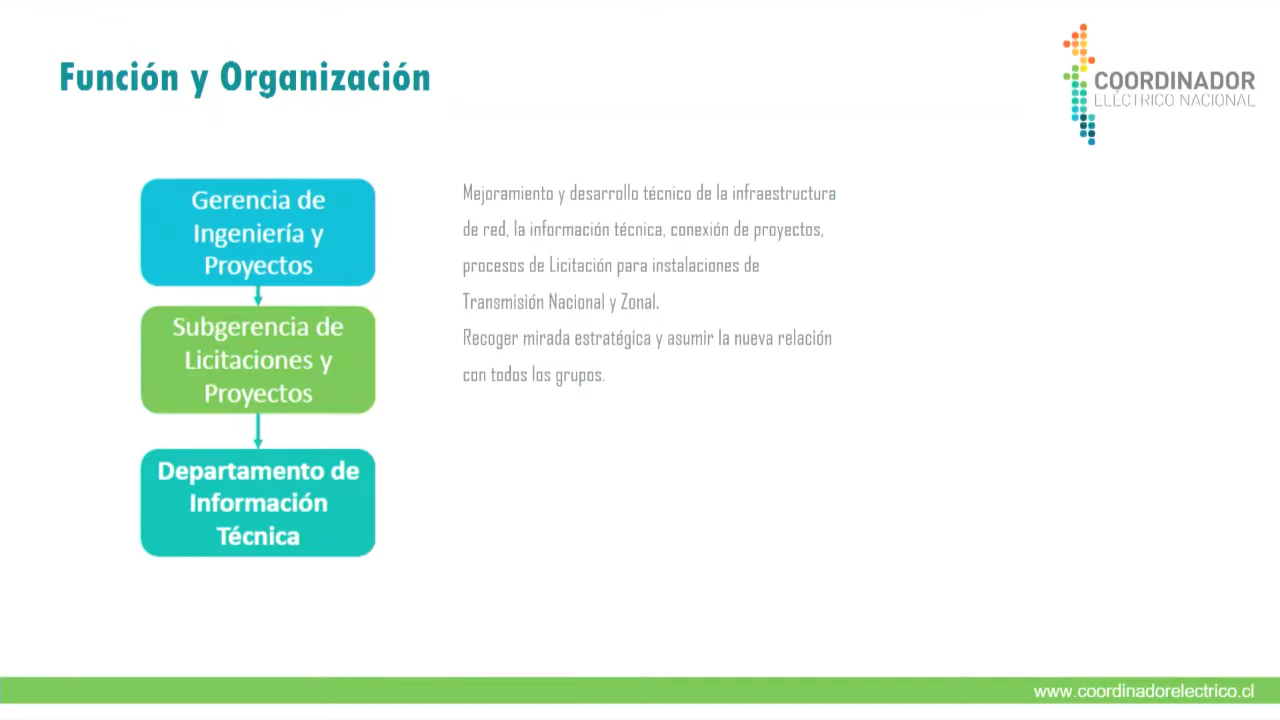 Función y Organización
COORDINADOR
ELÉCTRICO NACIONAL
Gerencia de
Ingeniería y
Proyectos
Subgerencia de
Licitaciones y
Proyectos
Departamento de
Información
Técnica
Mejoramiento y desarrollo técnico de la infraestructura
de red, la información técnica, conexión de proyectos,
procesos de Licitación para instalaciones de
Transmisión Nacional y Zonal.
Recoger mirada estratégica y asumir la nueva relación
con todos los grupos.
www.coordinadorelectrico.cl